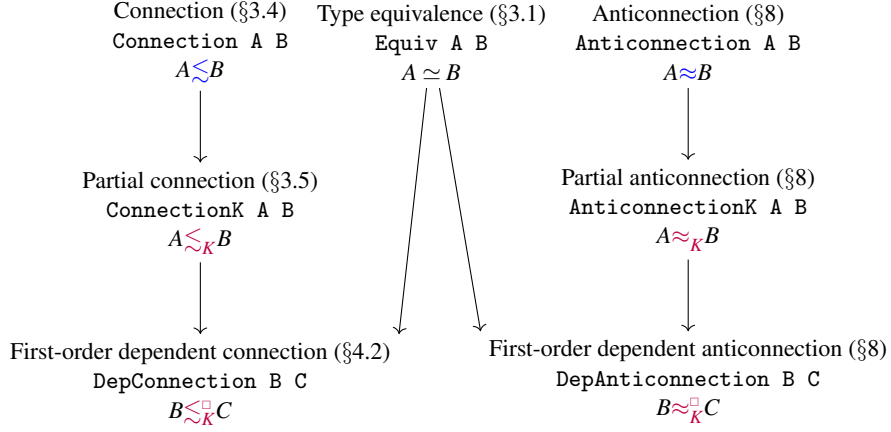 Connection (§3.4)
Connection A B
A ≲ B
Type equivalence (§3.1)
Equiv A B
A ≃ B
Anticonnection (§8)
Anticonnection A B
A ≈ B
Partial connection (§3.5)
ConnectionK A B
A ≲_K B
Partial anticonnection (§8)
AnticonnectionK A B
A ≈_K B
First-order dependent connection (§4.2)
DepConnection B C
B ≲^□_K C
First-order dependent anticonnection (§8)
DepAnticonnection B C
B ≈^□_K C